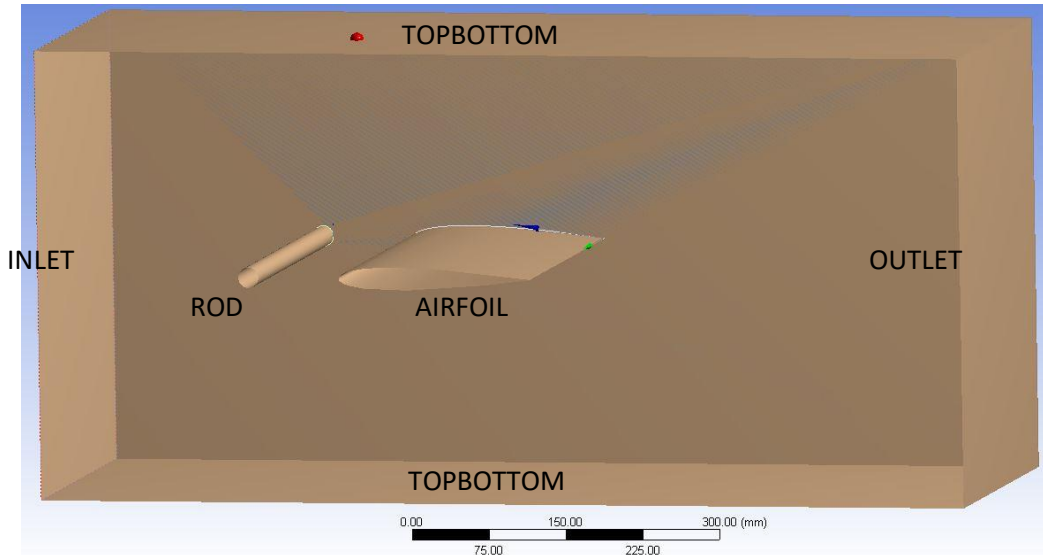 TOPBOTTOM
INLET
OUTLET
ROD
AIRFOIL
TOPBOTTOM
0.00 150.00 300.00 (mm)
75.00 225.00